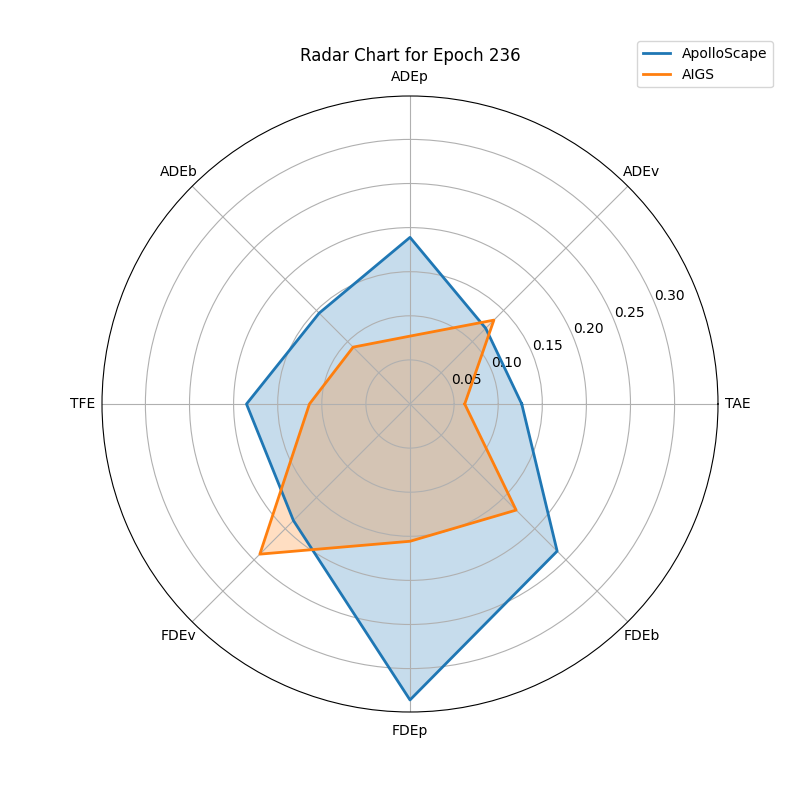 Radar Chart for Epoch 236
ApolloScape
AIGS
ADEp
ADEb
ADEv
0.30
0.25
0.20
0.15
0.10
0.05
TFE
TAE
FDEv
FDEb
FDEp